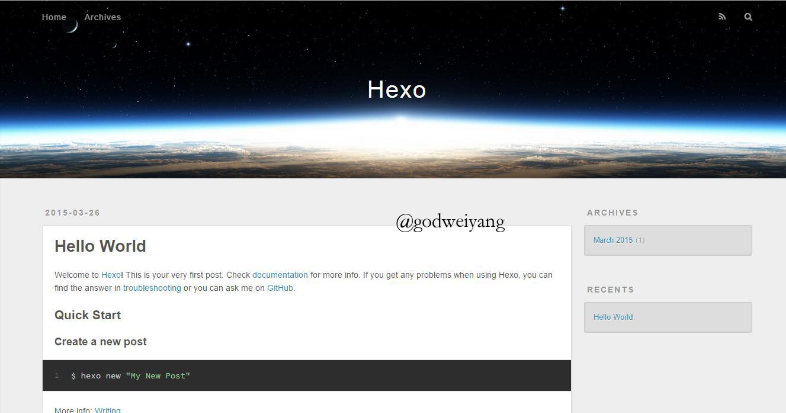 Home Archives
Hexo
2015-03-26
@godweiyang
ARCHIVES
Hello World
March 2015 (1)
Welcome to Hexo! This is your very first post. Check documentation for more info. If you get any problems when using Hexo, you can
find the answer in troubleshooting or you can ask me on GitHub.
RECENTS
Quick Start
Hello World
Create a new post
1 $ hexo new "My New Post"
More info: Writing